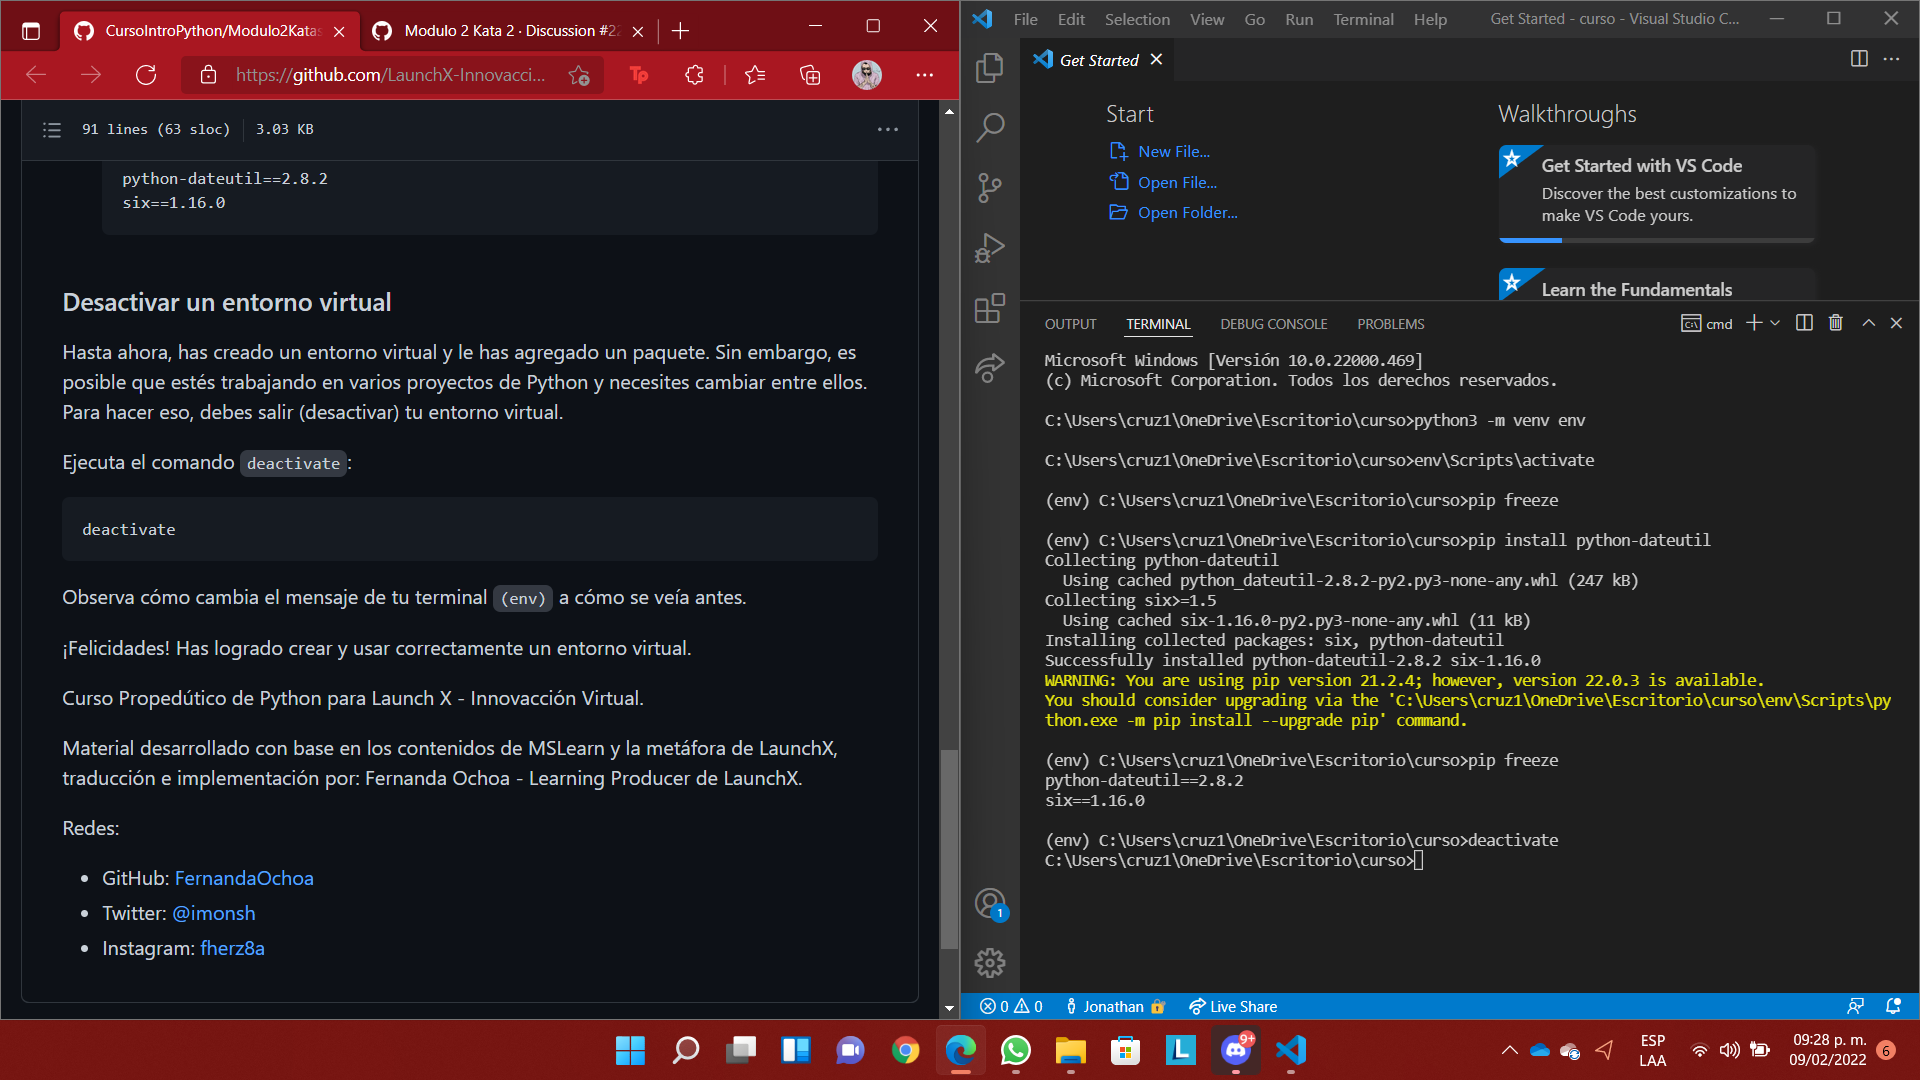 CursoIntroPython/Modulo2Katas
Modulo 2 Kata 2 · Discussion #22
https://github.com/LaunchX-Innovacci...
91 lines (63 sloc)
3.03 KB
python-dateutil==2.8.2
six==1.16.0
Desactivar un entorno virtual
Hasta ahora, has creado un entorno virtual y le has agregado un paquete. Sin embargo, es
posible que estés trabajando en varios proyectos de Python y necesites cambiar entre ellos.
Para hacer eso, debes salir (desactivar) tu entorno virtual.
Ejecuta el comando deactivate:
deactivate
Observa cómo cambia el mensaje de tu terminal (env) a cómo se veía antes.
¡Felicidades! Has logrado crear y usar correctamente un entorno virtual.
Curso Propedútico de Python para Launch X - Innovacción Virtual.
Material desarrollado con base en los contenidos de MSLearn y la metáfora de LaunchX,
traducción e implementación por: Fernanda Ochoa - Learning Producer de LaunchX.
Redes:
GitHub: FernandaOchoa
Twitter: @imonsh
Instagram: fherz8a
File Edit Selection View Go Run Terminal Help
Get Started - curso - Visual Studio C...
Get Started
Start
New File...
Open File...
Open Folder...
Walkthroughs
Get Started with VS Code
Discover the best customizations to
make VS Code yours.
Learn the Fundamentals
OUTPUT TERMINAL DEBUG CONSOLE PROBLEMS
cmd
Microsoft Windows [Versión 10.0.22000.469]
(c) Microsoft Corporation. Todos los derechos reservados.
C:\Users\cruz1\OneDrive\Escritorio\curso>python3 -m venv env
C:\Users\cruz1\OneDrive\Escritorio\curso>env\Scripts\activate
(env) C:\Users\cruz1\OneDrive\Escritorio\curso>pip freeze
(env) C:\Users\cruz1\OneDrive\Escritorio\curso>pip install python-dateutil
Collecting python-dateutil
Using cached python_dateutil-2.8.2-py2.py3-none-any.whl (247 kB)
Collecting six>=1.5
Using cached six-1.16.0-py2.py3-none-any.whl (11 kB)
Installing collected packages: six, python-dateutil
Successfully installed python-dateutil-2.8.2 six-1.16.0
WARNING: You are using pip version 21.2.4; however, version 22.0.3 is available.
You should consider upgrading via the 'C:\Users\cruz1\OneDrive\Escritorio\curso\env\Scripts\py
thon.exe -m pip install --upgrade pip' command.
(env) C:\Users\cruz1\OneDrive\Escritorio\curso>pip freeze
python-dateutil==2.8.2
six==1.16.0
(env) C:\Users\cruz1\OneDrive\Escritorio\curso>deactivate
C:\Users\cruz1\OneDrive\Escritorio\curso>
1
0 0 Jonathan Live Share
Tp
L
9+
ESP
LAA
09:28 p. m.
09/02/2022
6